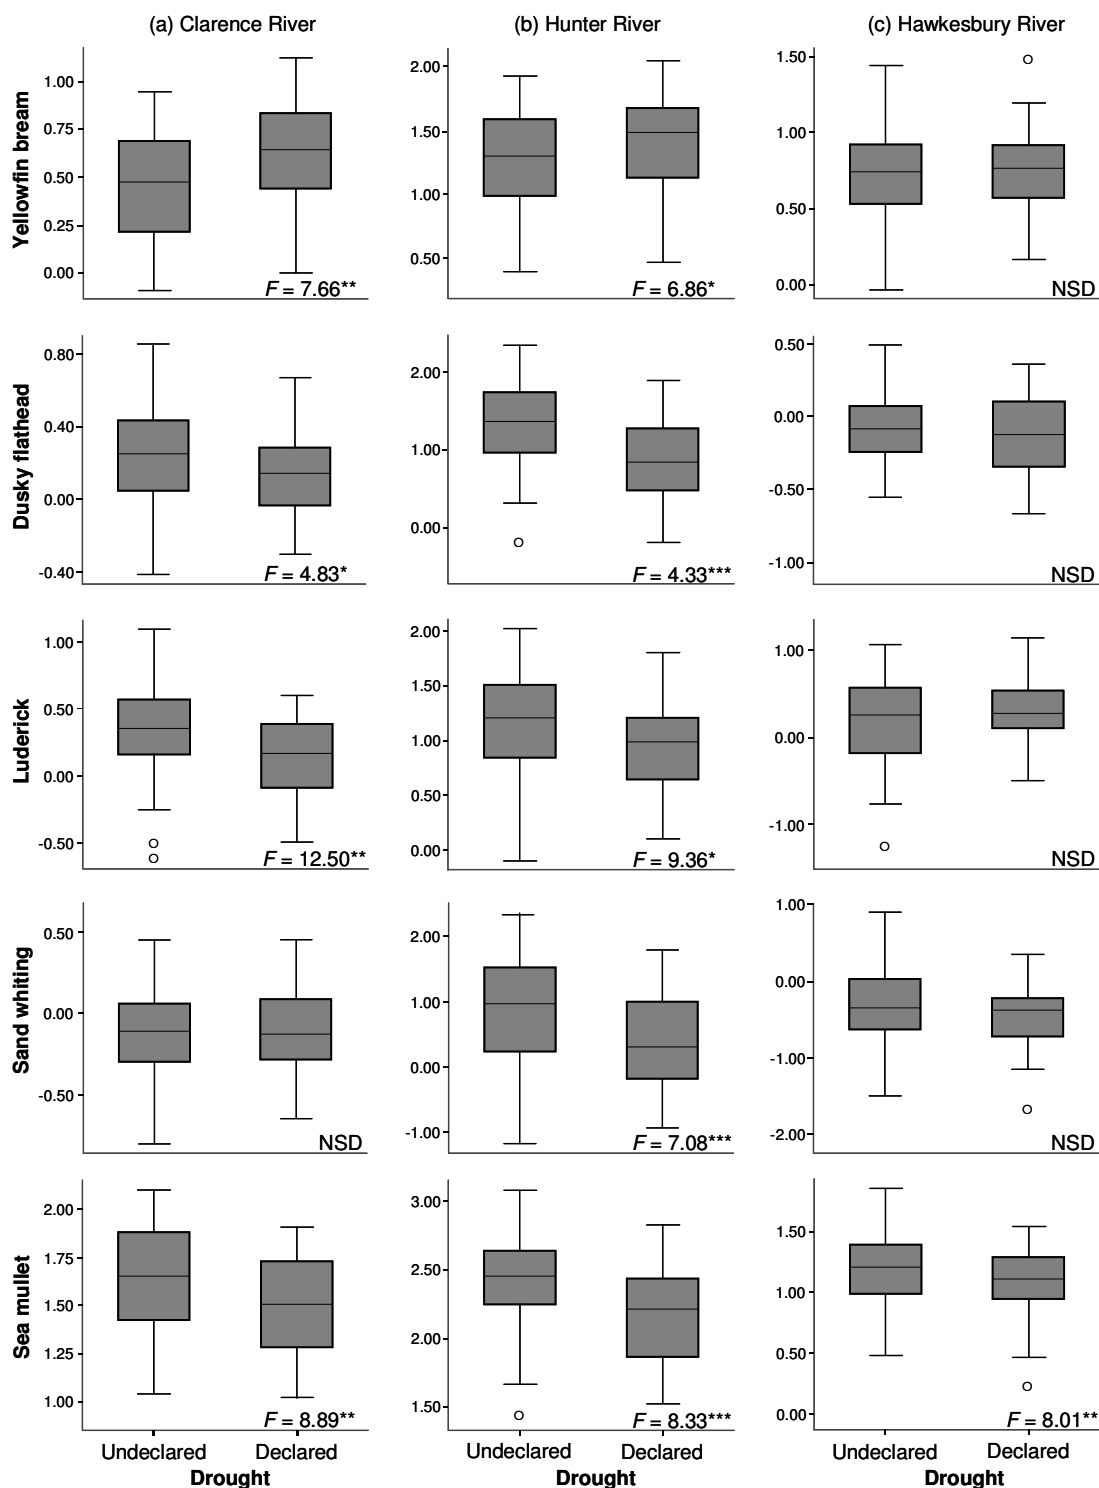 (a) Clarence River (b) Hunter River (c) Hawkesbury River
Yellowfin bream
1.00
0.75
0.50
0.25
0.00
F = 7.66**
2.00
1.50
1.00
0.50
F = 6.86*
1.50
1.00
0.50
0.00
NSD
Dusky flathead
0.80
0.40
0.00
-0.40
F = 4.83*
2.00
1.00
0.00
F = 4.33***
0.50
0.00
-0.50
-1.00
NSD
Luderick
1.00
0.50
0.00
-0.50
F = 12.50**
2.00
1.50
1.00
0.50
0.00
F = 9.36*
1.00
0.00
-1.00
NSD
Sand whiting
0.50
0.00
-0.50
NSD
2.00
1.00
0.00
-1.00
F = 7.08***
1.00
0.00
-1.00
-2.00
NSD
Sea mullet
2.00
1.75
1.50
1.25
1.00
F = 8.89**
3.00
2.50
2.00
1.50
F = 8.33***
1.50
1.00
0.50
0.00
F = 8.01**
Undeclared Declared Undeclared Declared Undeclared Declared
Drought Drought Drought